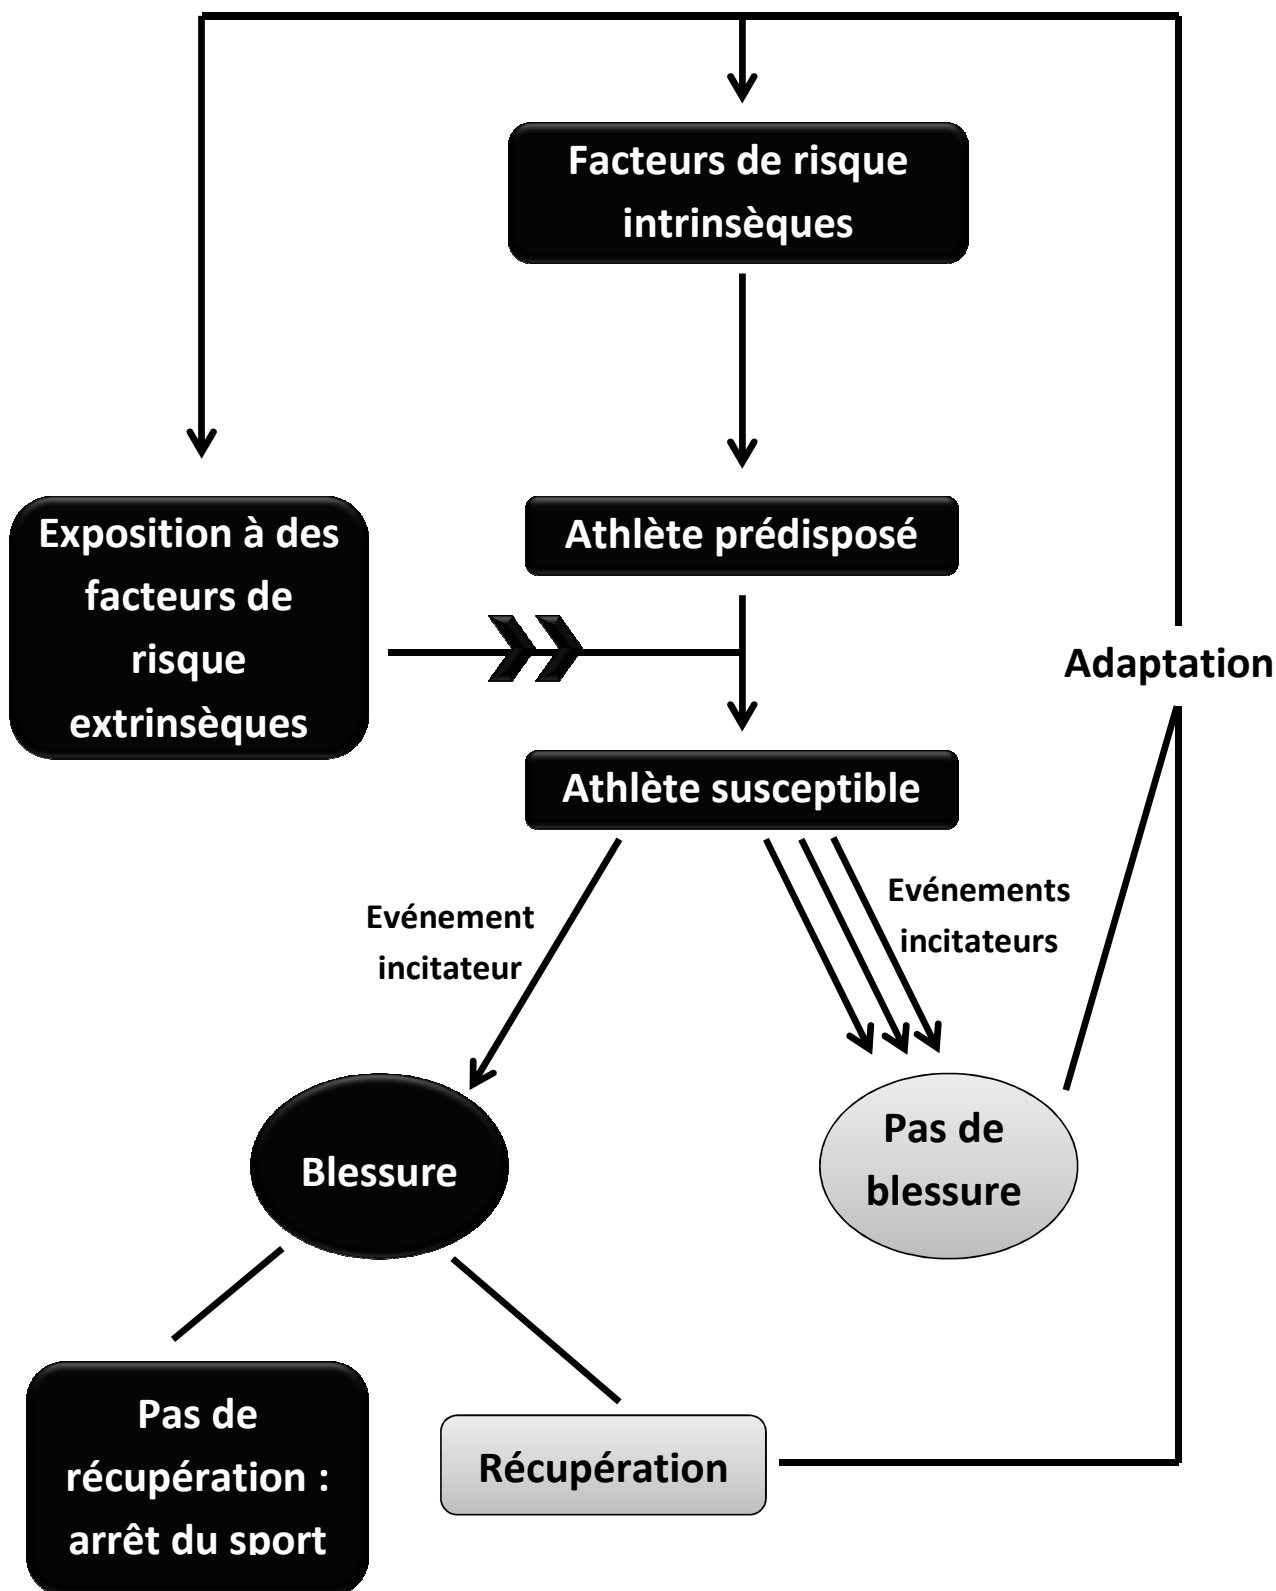 Facteurs de risque
intrinsèques
Exposition à des
facteurs de
risque
extrinsèques
Athlète prédisposé
Adaptation
Athlète susceptible
Evénement
incitateur
Evénements
incitateurs
Blessure
Pas de
blessure
Pas de
récupération :
arrêt du sport
Récupération